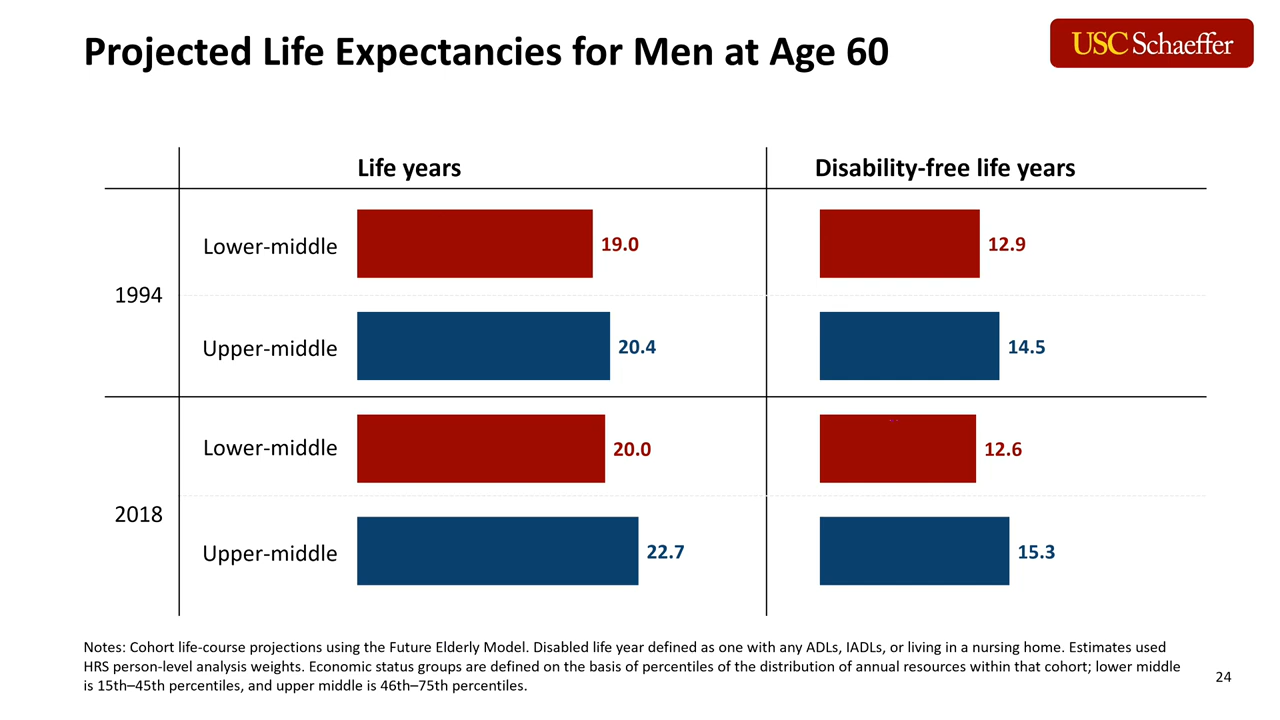 Projected Life Expectancies for Men at Age 60
USC Schaeffer
Life years
Disability-free life years
1994
Lower-middle
19.0
12.9
Upper-middle
20.4
14.5
2018
Lower-middle
20.0
12.6
Upper-middle
22.7
15.3
Notes: Cohort life-course projections using the Future Elderly Model. Disabled life year defined as one with any ADLs, IADLs, or living in a nursing home. Estimates used
HRS person-level analysis weights. Economic status groups are defined on the basis of percentiles of the distribution of annual resources within that cohort; lower middle
is 15th–45th percentiles, and upper middle is 46th–75th percentiles.
24